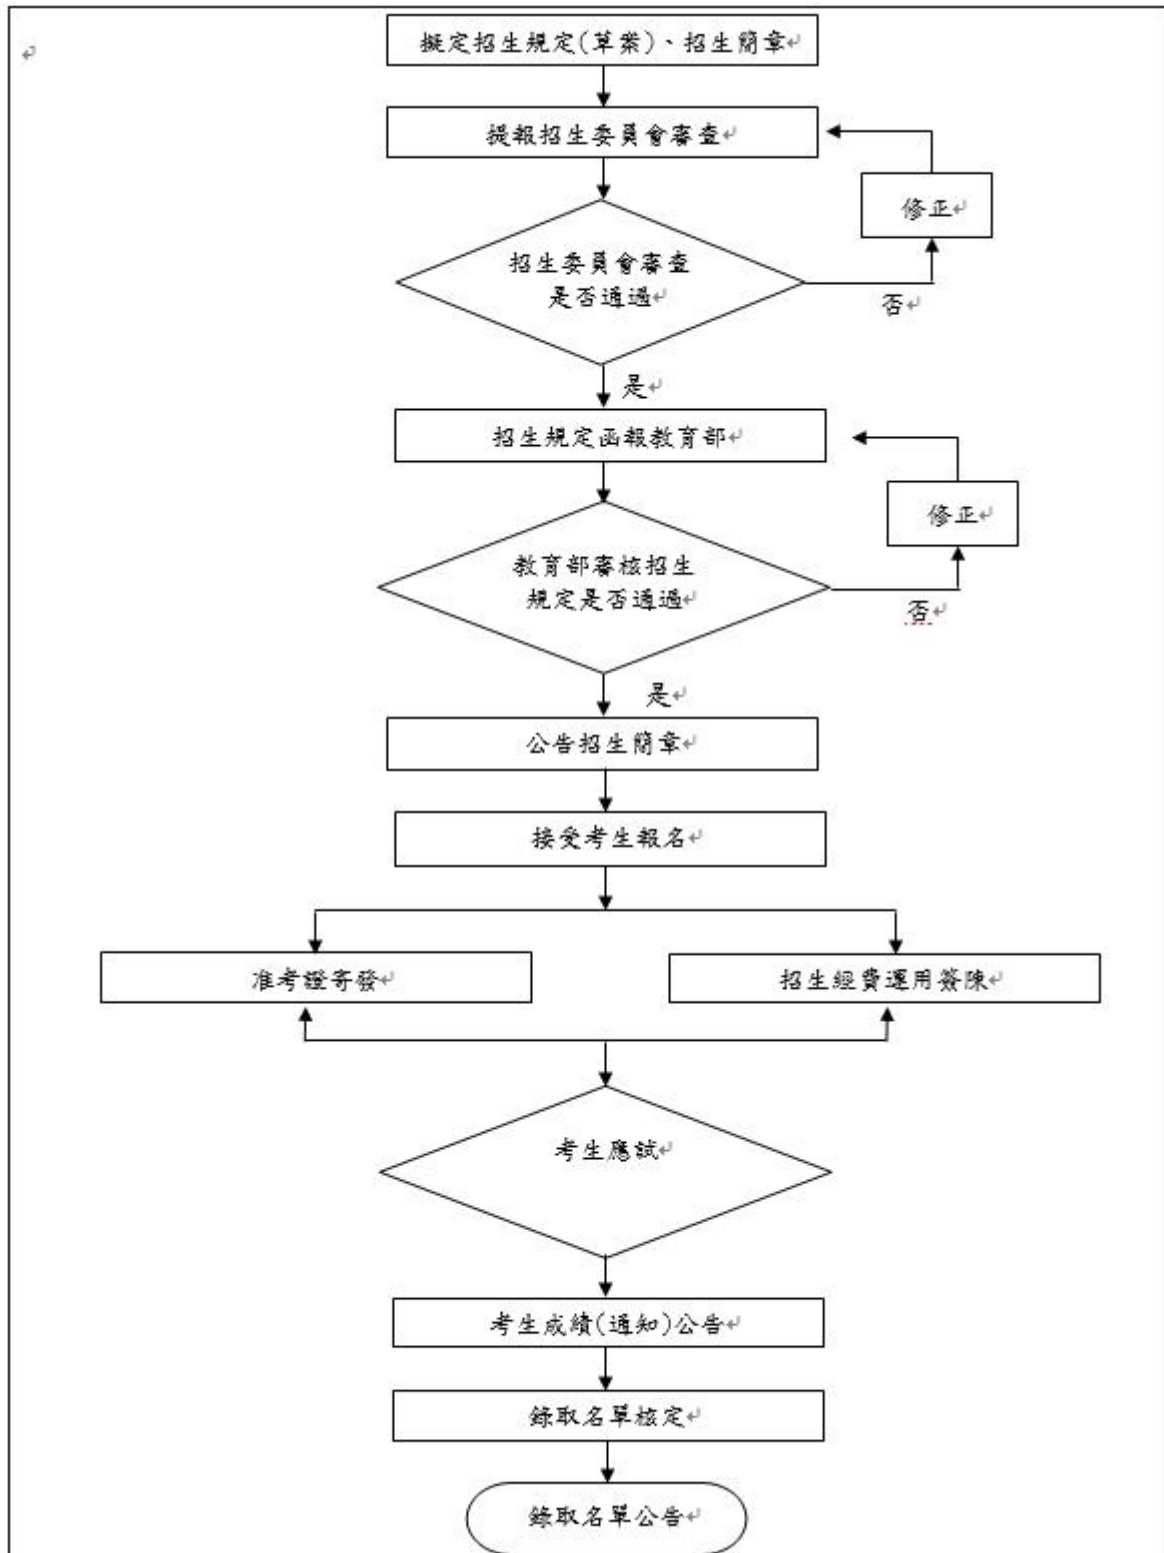 擬定招生規定(草案)、招生簡章
提報招生委員會審查
修正
招生委員會審查
是否通過
否
是
招生規定函報教育部
修正
教育部審核招生
規定是否通過
否
是
公告招生簡章
接受考生報名
准考證寄發
招生經費運用簽陳
考生應試
考生成績(通知)公告
錄取名單核定
錄取名單公告